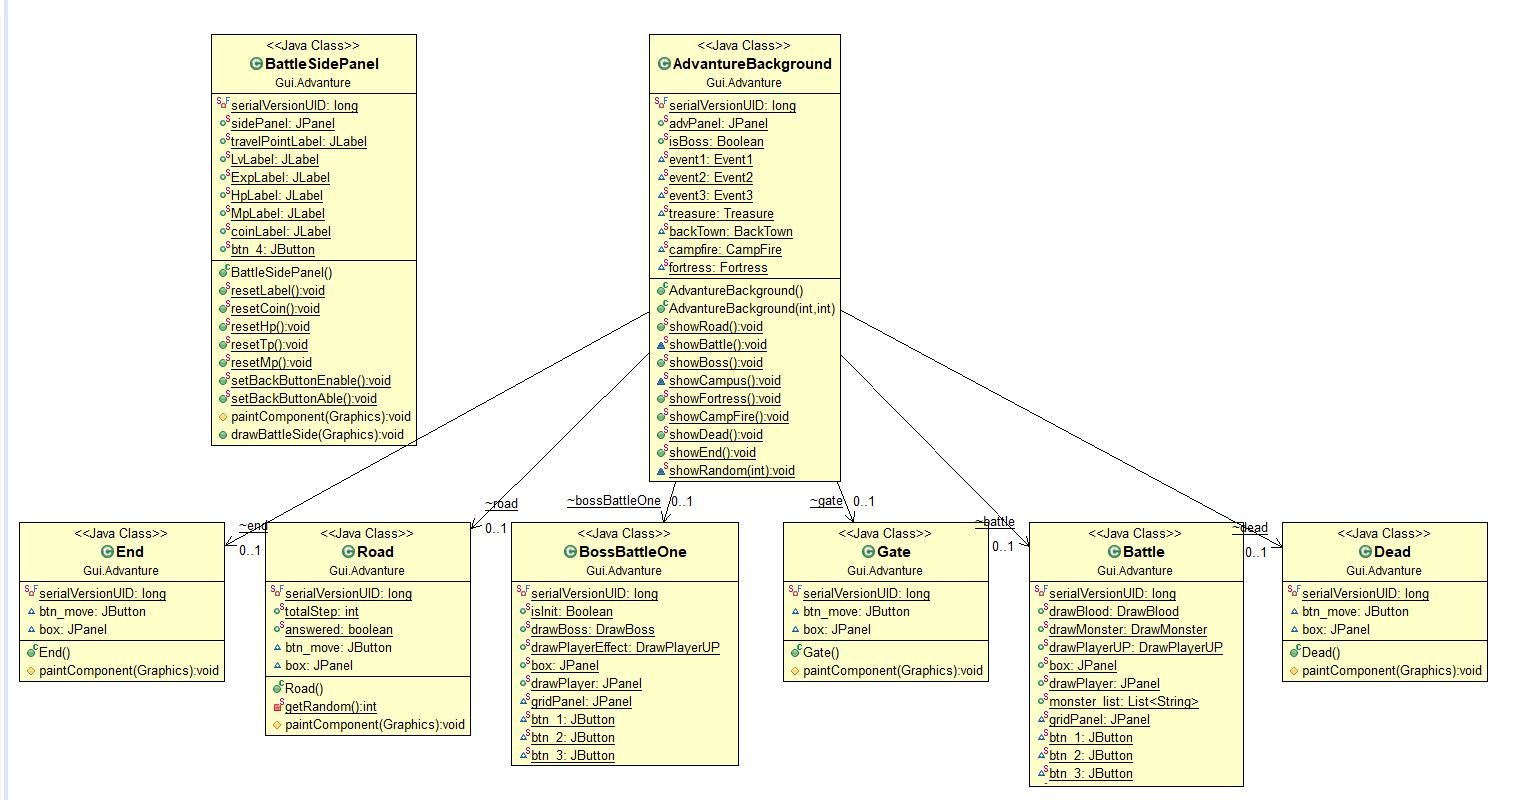 <<Java Class>>
BattleSidePanel
Gui.Advanture
serialVersionUID: long
sidePanel: JPanel
travelPointLabel: JLabel
LvLabel: JLabel
ExpLabel: JLabel
HpLabel: JLabel
MpLabel: JLabel
coinLabel: JLabel
btn_4: JButton
BattleSidePanel()
resetLabel():void
resetCoin():void
resetHp():void
resetTp():void
resetMp():void
setBackButtonEnable():void
setBackButtonAble():void
paintComponent(Graphics):void
drawBattleSide(Graphics):void
<<Java Class>>
AdvantureBackground
Gui.Advanture
serialVersionUID: long
advPanel: JPanel
isBoss: Boolean
event1: Event1
event2: Event2
event3: Event3
treasure: Treasure
backTown: BackTown
campfire: CampFire
fortress: Fortress
AdvantureBackground()
AdvantureBackground(int,int)
showRoad():void
showBattle():void
showBoss():void
showCampus():void
showFortress():void
showCampFire():void
showDead():void
showEnd():void
showRandom(int):void
~end
0..1
~road
0..1
~bossBattleOne
0..1
~gate
0..1
~battle
0..1
~dead
0..1
<<Java Class>>
End
Gui.Advanture
serialVersionUID: long
btn_move: JButton
box: JPanel
End()
paintComponent(Graphics):void
<<Java Class>>
Road
Gui.Advanture
serialVersionUID: long
totalStep: int
answered: boolean
btn_move: JButton
box: JPanel
Road()
getRandom():int
paintComponent(Graphics):void
<<Java Class>>
BossBattleOne
Gui.Advanture
serialVersionUID: long
isInit: Boolean
drawBoss: DrawBoss
drawPlayerEffect: DrawPlayerUP
box: JPanel
drawPlayer: JPanel
gridPanel: JPanel
btn_1: JButton
btn_2: JButton
btn_3: JButton
<<Java Class>>
Gate
Gui.Advanture
serialVersionUID: long
btn_move: JButton
box: JPanel
Gate()
paintComponent(Graphics):void
<<Java Class>>
Battle
Gui.Advanture
serialVersionUID: long
drawBlood: DrawBlood
drawMonster: DrawMonster
drawPlayerUP: DrawPlayerUP
box: JPanel
drawPlayer: JPanel
monster_list: List<String>
gridPanel: JPanel
btn_1: JButton
btn_2: JButton
btn_3: JButton
<<Java Class>>
Dead
Gui.Advanture
serialVersionUID: long
btn_move: JButton
box: JPanel
Dead()
paintComponent(Graphics):void